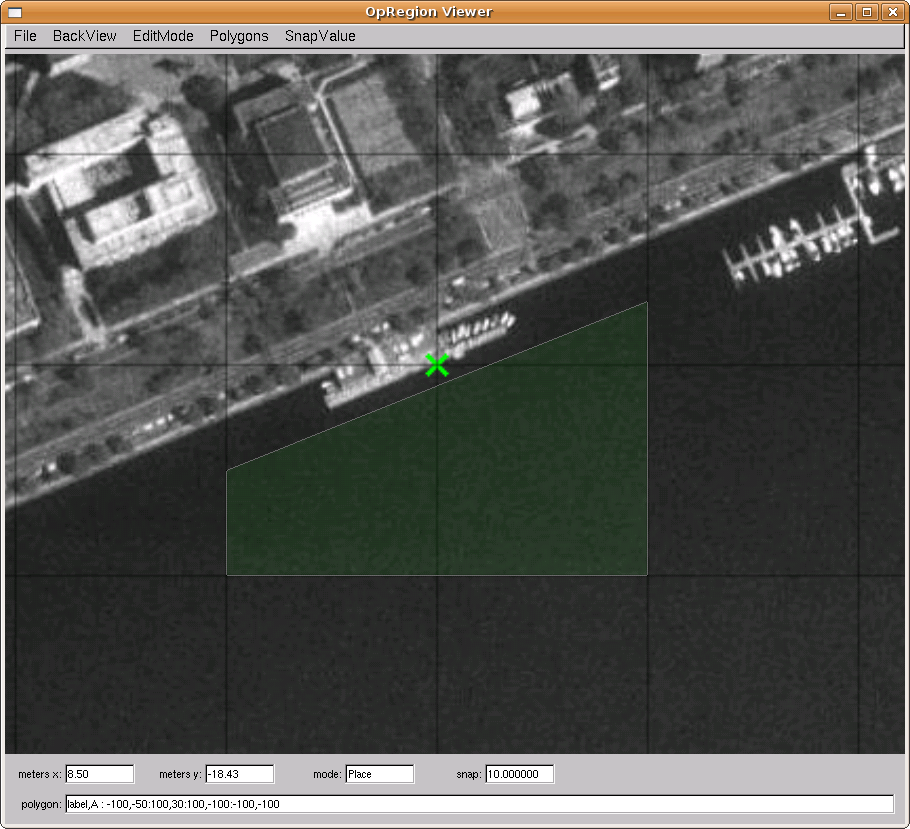 OpRegion Viewer
File BackView EditMode Polygons SnapValue
meters x: 8.50 meters y: -18.43 mode: Place snap: 10.000000
polygon: label,A : -100,-50:100,30:100,-100:-100,-100